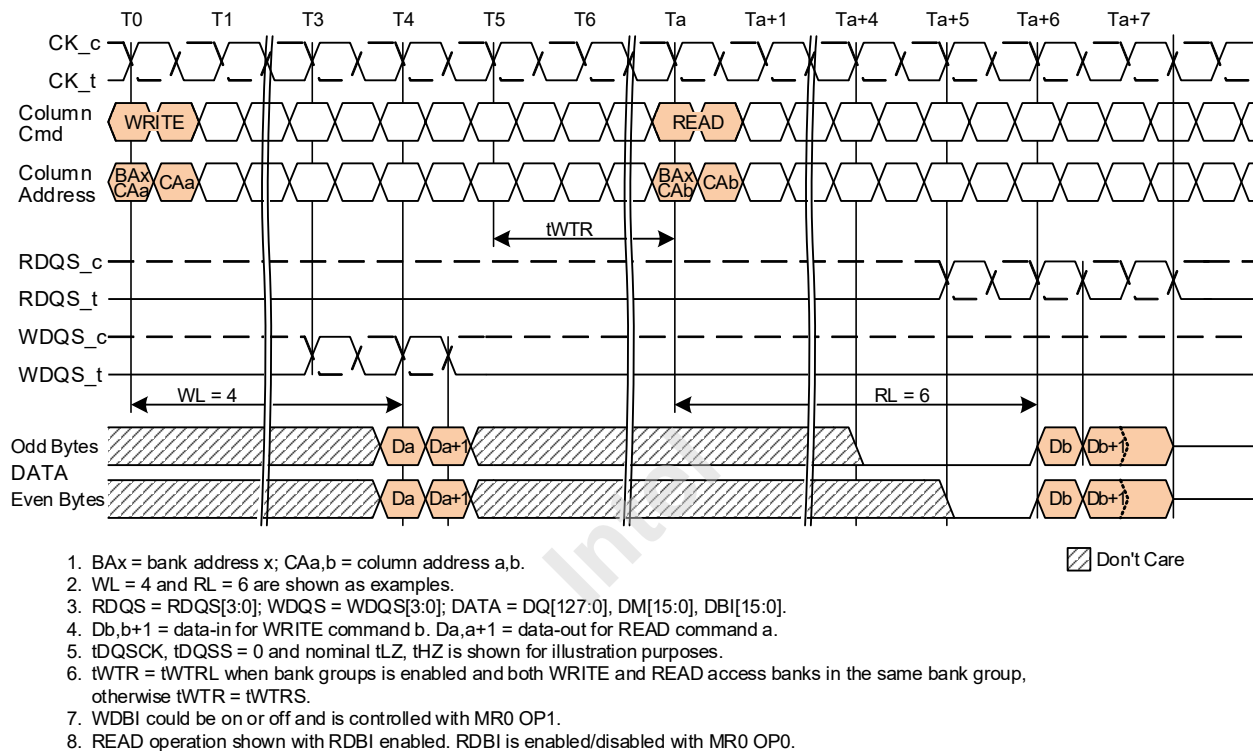 T0 T1 T3 T4 T5 T6 Ta Ta+1 Ta+4 Ta+5 Ta+6 Ta+7
CK_c
CK_t
Column
Cmd
WRITE READ
Column
Address
BAx
CAa
CAa
BAx
CAb
CAb
tWTR
RDQS_c
RDQS_t
WDQS_c
WDQS_t
WL = 4 RL = 6
Odd Bytes Da Da+1 Db Db+1
DATA
Even Bytes Da Da+1 Db Db+1
Intel
Don't Care
1. BAx = bank address x; CAa,b = column address a,b.
2. WL = 4 and RL = 6 are shown as examples.
3. RDQS = RDQS[3:0]; WDQS = WDQS[3:0]; DATA = DQ[127:0], DM[15:0], DBI[15:0].
4. Db,b+1 = data-in for WRITE command b. Da,a+1 = data-out for READ command a.
5. tDQSCK, tDQSS = 0 and nominal tLZ, tHZ is shown for illustration purposes.
6. tWTR = tWTRL when bank groups is enabled and both WRITE and READ access banks in the same bank group,
otherwise tWTR = tWTRS.
7. WDBI could be on or off and is controlled with MR0 OP1.
8. READ operation shown with RDBI enabled. RDBI is enabled/disabled with MR0 OP0.